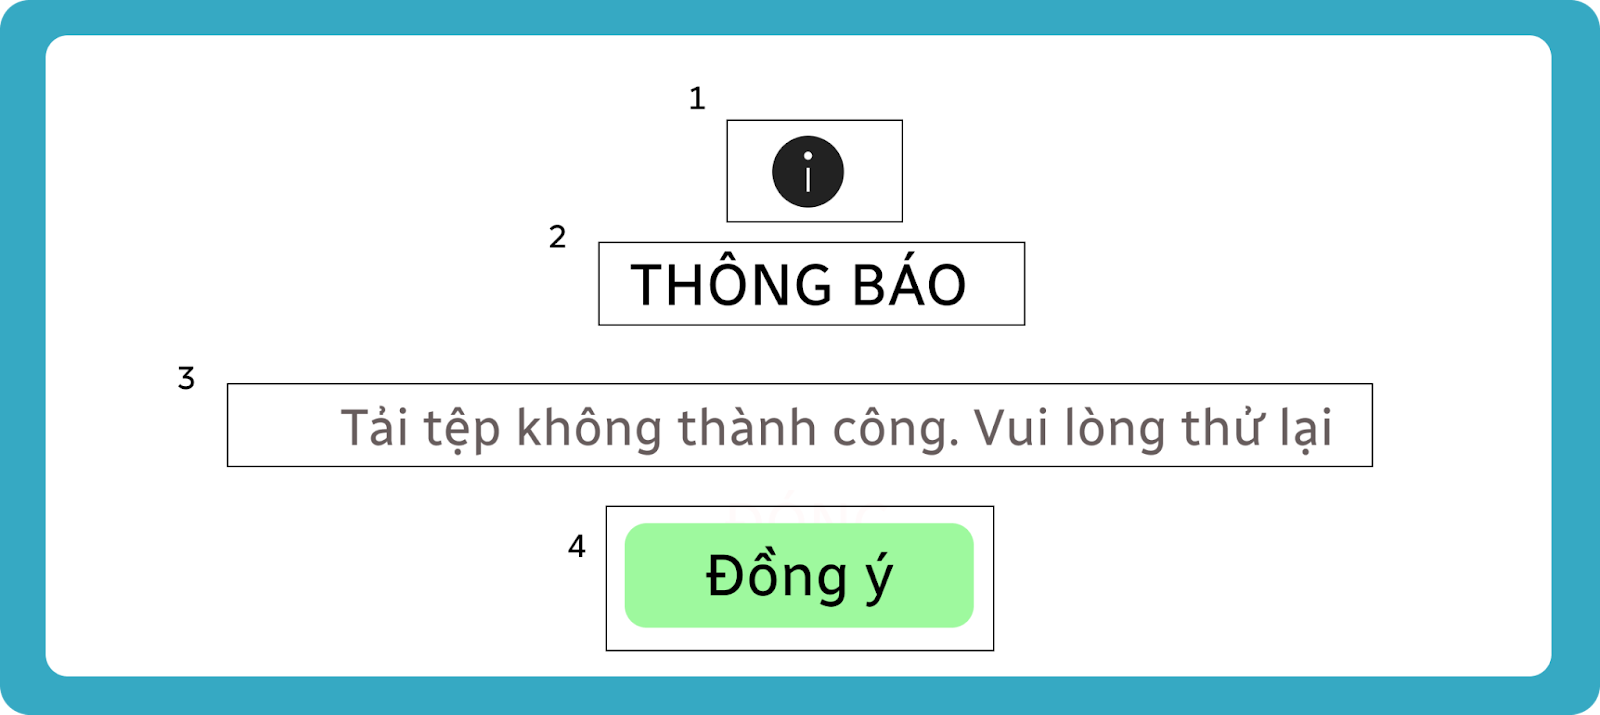 1
i
2
THÔNG BÁO
3
Tải tệp không thành công. Vui lòng thử lại
4
Đồng ý